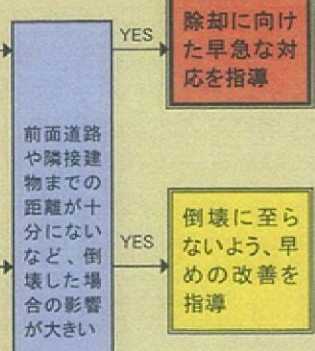 YES
除却に向け
た早急な対
応を指導
前面道路
や隣接建
物までの
距離が十
分にない
など、倒
壊した場
合の影響
が大きい
YES
倒壊に至ら
ないよう、早
めの改善を
指導